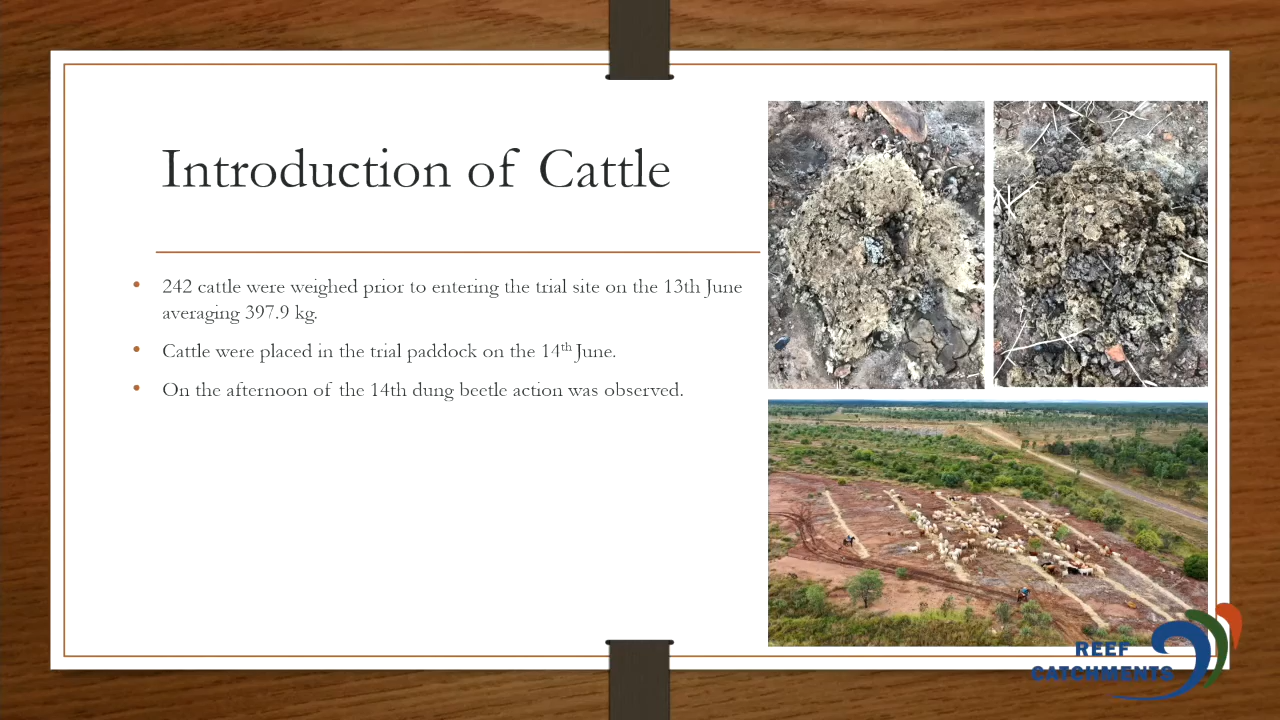 Introduction of Cattle
• 242 cattle were weighed prior to entering the trial site on the 13th June
averaging 397.9 kg.
• Cattle were placed in the trial paddock on the 14th June.
• On the afternoon of the 14th dung beetle action was observed.
REEF
CATCHMENTS